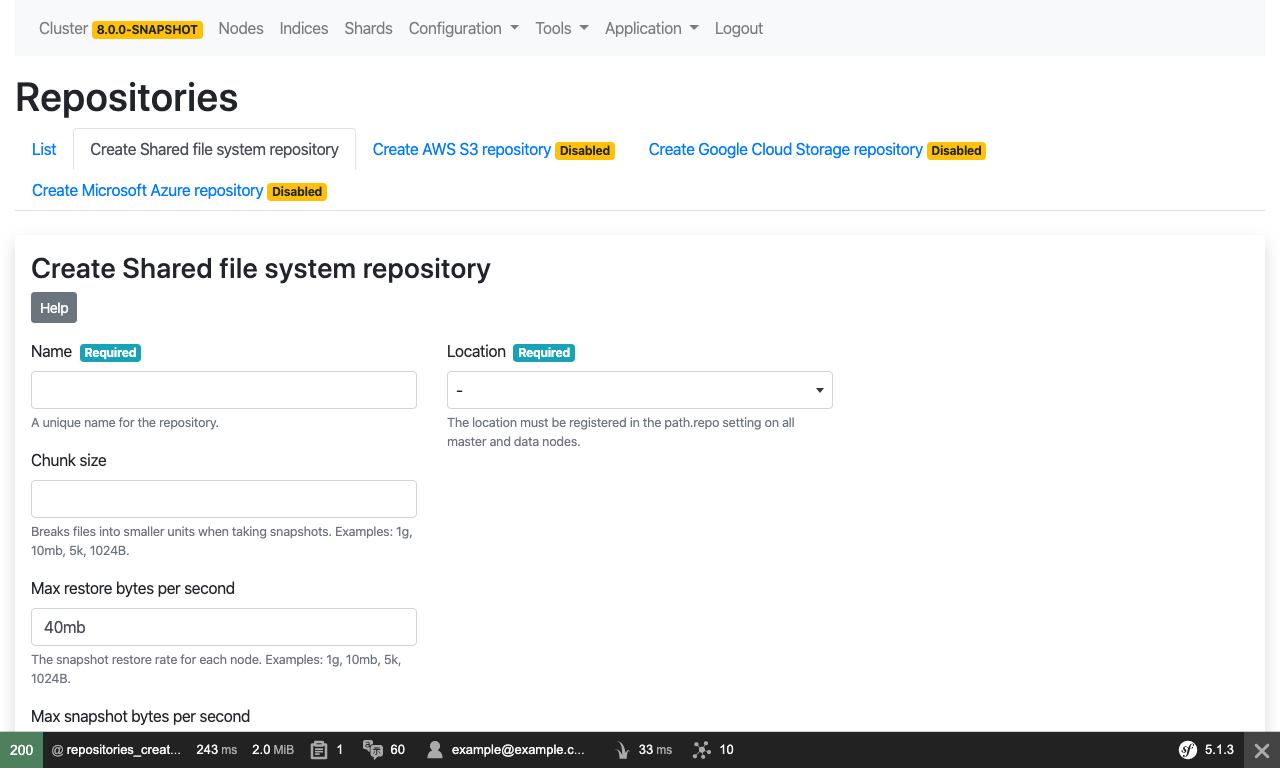 Cluster 8.0.0-SNAPSHOT Nodes Indices Shards Configuration Tools Application Logout
Repositories
List Create Shared file system repository Create AWS S3 repository Disabled Create Google Cloud Storage repository Disabled
Create Microsoft Azure repository Disabled
Create Shared file system repository
Help
Name Required
A unique name for the repository.
Location Required
-
The location must be registered in the path.repo setting on all
master and data nodes.
Chunk size
Breaks files into smaller units when taking snapshots. Examples: 1g,
10mb, 5k, 1024B.
Max restore bytes per second
40mb
The snapshot restore rate for each node. Examples: 1g, 10mb, 5k,
1024B.
Max snapshot bytes per second
200 @ repositories_creat... 243 ms 2.0 MiB 1 60 example@example.c... 33 ms 10 sf 5.1.3